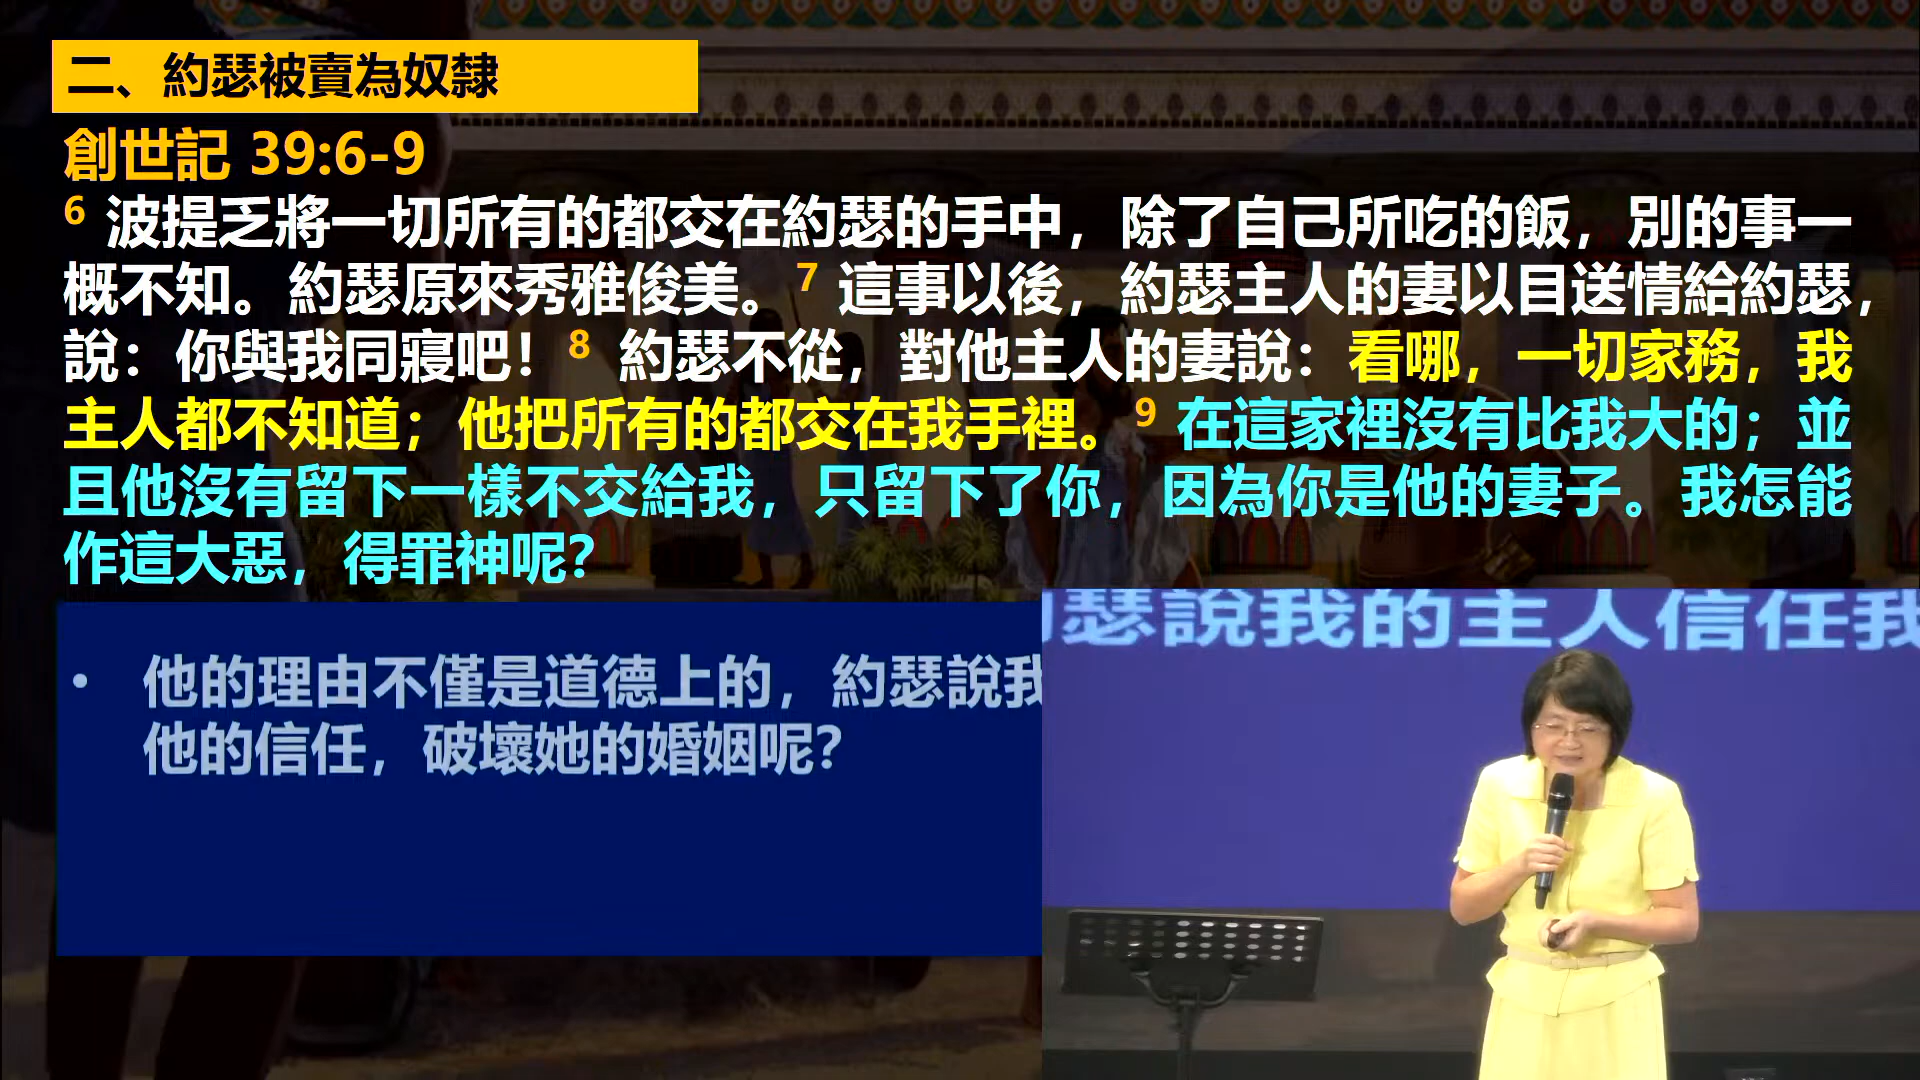 二、約瑟被賣為奴隸
創世記 39:6-9
6 波提乏將一切所有的都交在約瑟的手中，除了自己所吃的飯，別的事一
概不知。約瑟原來秀雅俊美。7 這事以後，約瑟主人的妻以目送情給約瑟，
說：你與我同寢吧！8 約瑟不從，對他主人的妻說：看哪，一切家務，我
主人都不知道；他把所有的都交在我手裡。9 在這家裡沒有比我大的；並
且他沒有留下一樣不交給我，只留下了你，因為你是他的妻子。我怎能
作這大惡，得罪神呢？
• 他的理由不僅是道德上的，約瑟說我
他的信任，破壞她的婚姻呢？
瑟說我的主人信任我